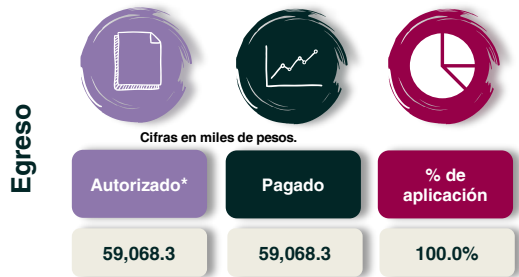 Egreso
Cifras en miles de pesos.
Autorizado*
Pagado
% de
aplicación
59,068.3
59,068.3
100.0%